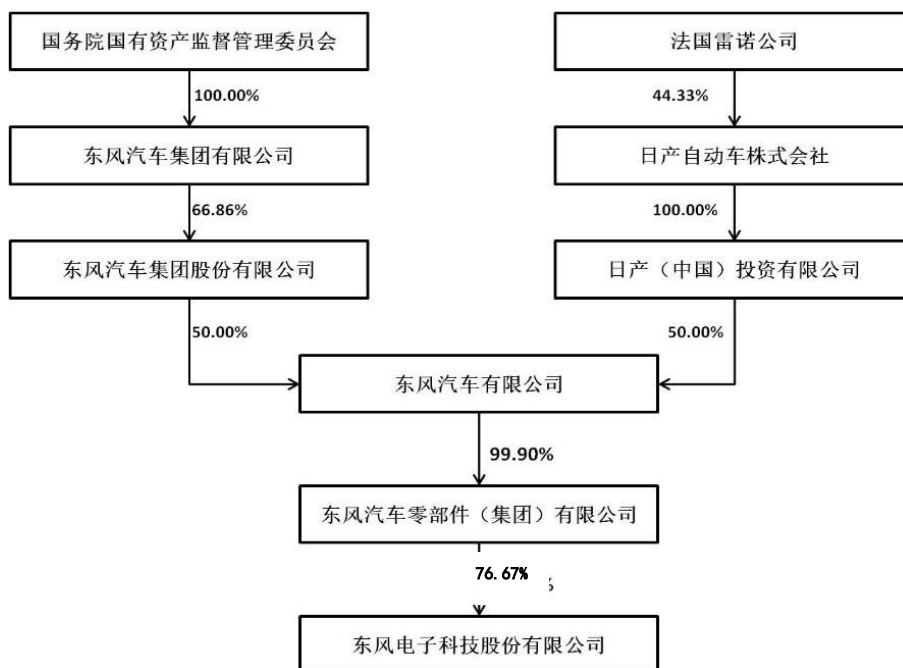 国务院国有资产监督管理委员会
法国雷诺公司
100.00%
44.33%
东风汽车集团有限公司
日产自动车株式会社
66.86%
100.00%
东风汽车集团股份有限公司
日产（中国）投资有限公司
50.00%
50.00%
东风汽车有限公司
99.90%
东风汽车零部件（集团）有限公司
76.67%
东风电子科技股份有限公司